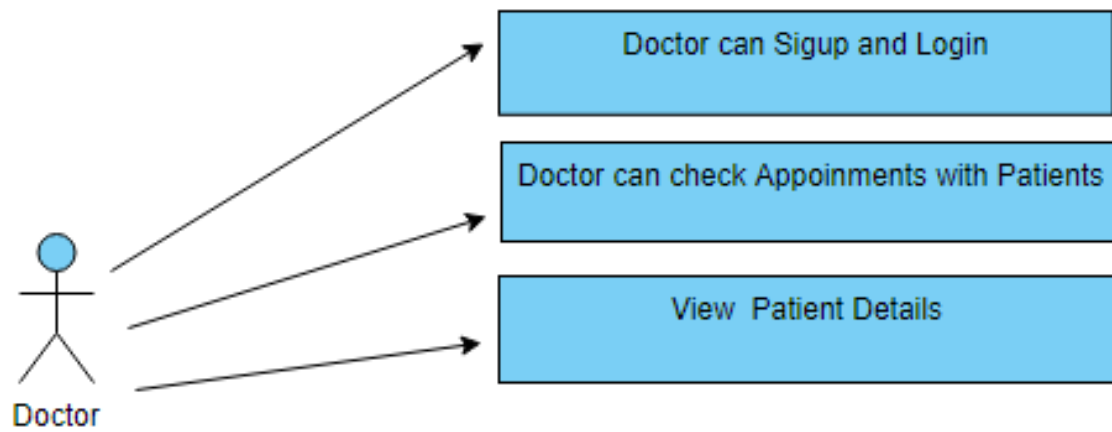 Doctor can Sigup and Login
Doctor can check Appoinments with Patients
View Patient Details
Doctor